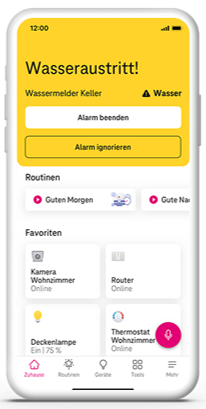 12:00
Wasseraustritt!
Wassermelder Keller
Wasser
Alarm beenden
Alarm ignorieren
Routinen
Guten Morgen
Gute Na
Favoriten
Kamera
Wohnzimmer
Online
Router
Online
Deckenlampe
Ein | 75 %
Thermostat
Wohnzimmer
Online
Zuhause
Routinen
Geräte
Tools
Mehr